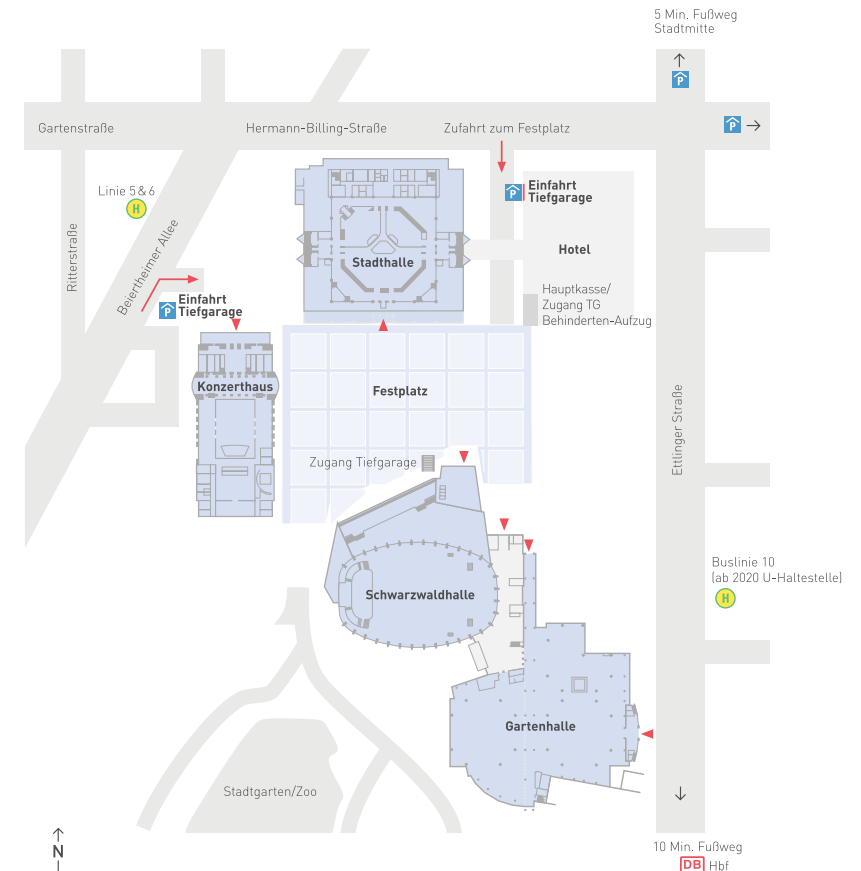 5 Min. Fußweg
Stadtmitte
P
P
Gartenstraße
Hermann-Billing-Straße
Zufahrt zum Festplatz
Linie 5 & 6
H
P
Einfahrt
Tiefgarage
Ritterstraße
Beiertheimer Allee
Stadthalle
Hotel
Hauptkasse/
Zugang TG
Behinderten-Aufzug
P
Einfahrt
Tiefgarage
Konzerthaus
Festplatz
Ettlinger Straße
Zugang Tiefgarage
Buslinie 10
(ab 2020 U-Haltestelle)
H
Schwarzwaldhalle
Gartenhalle
Stadtgarten/Zoo
N
10 Min. Fußweg
DB Hbf